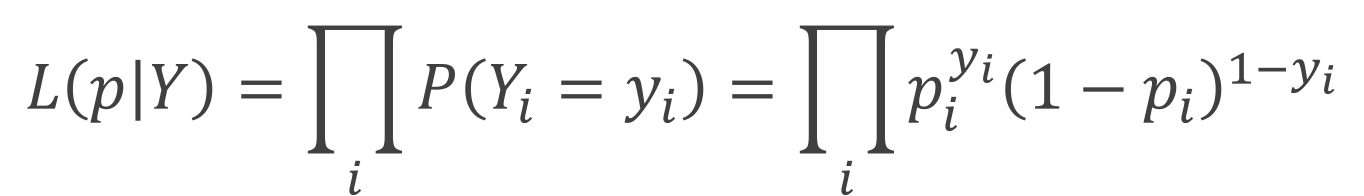 L(p|Y) = ∏_i P(Y_i = y_i) = ∏_i p_i^{y_i}(1 − p_i)^{1−y_i}